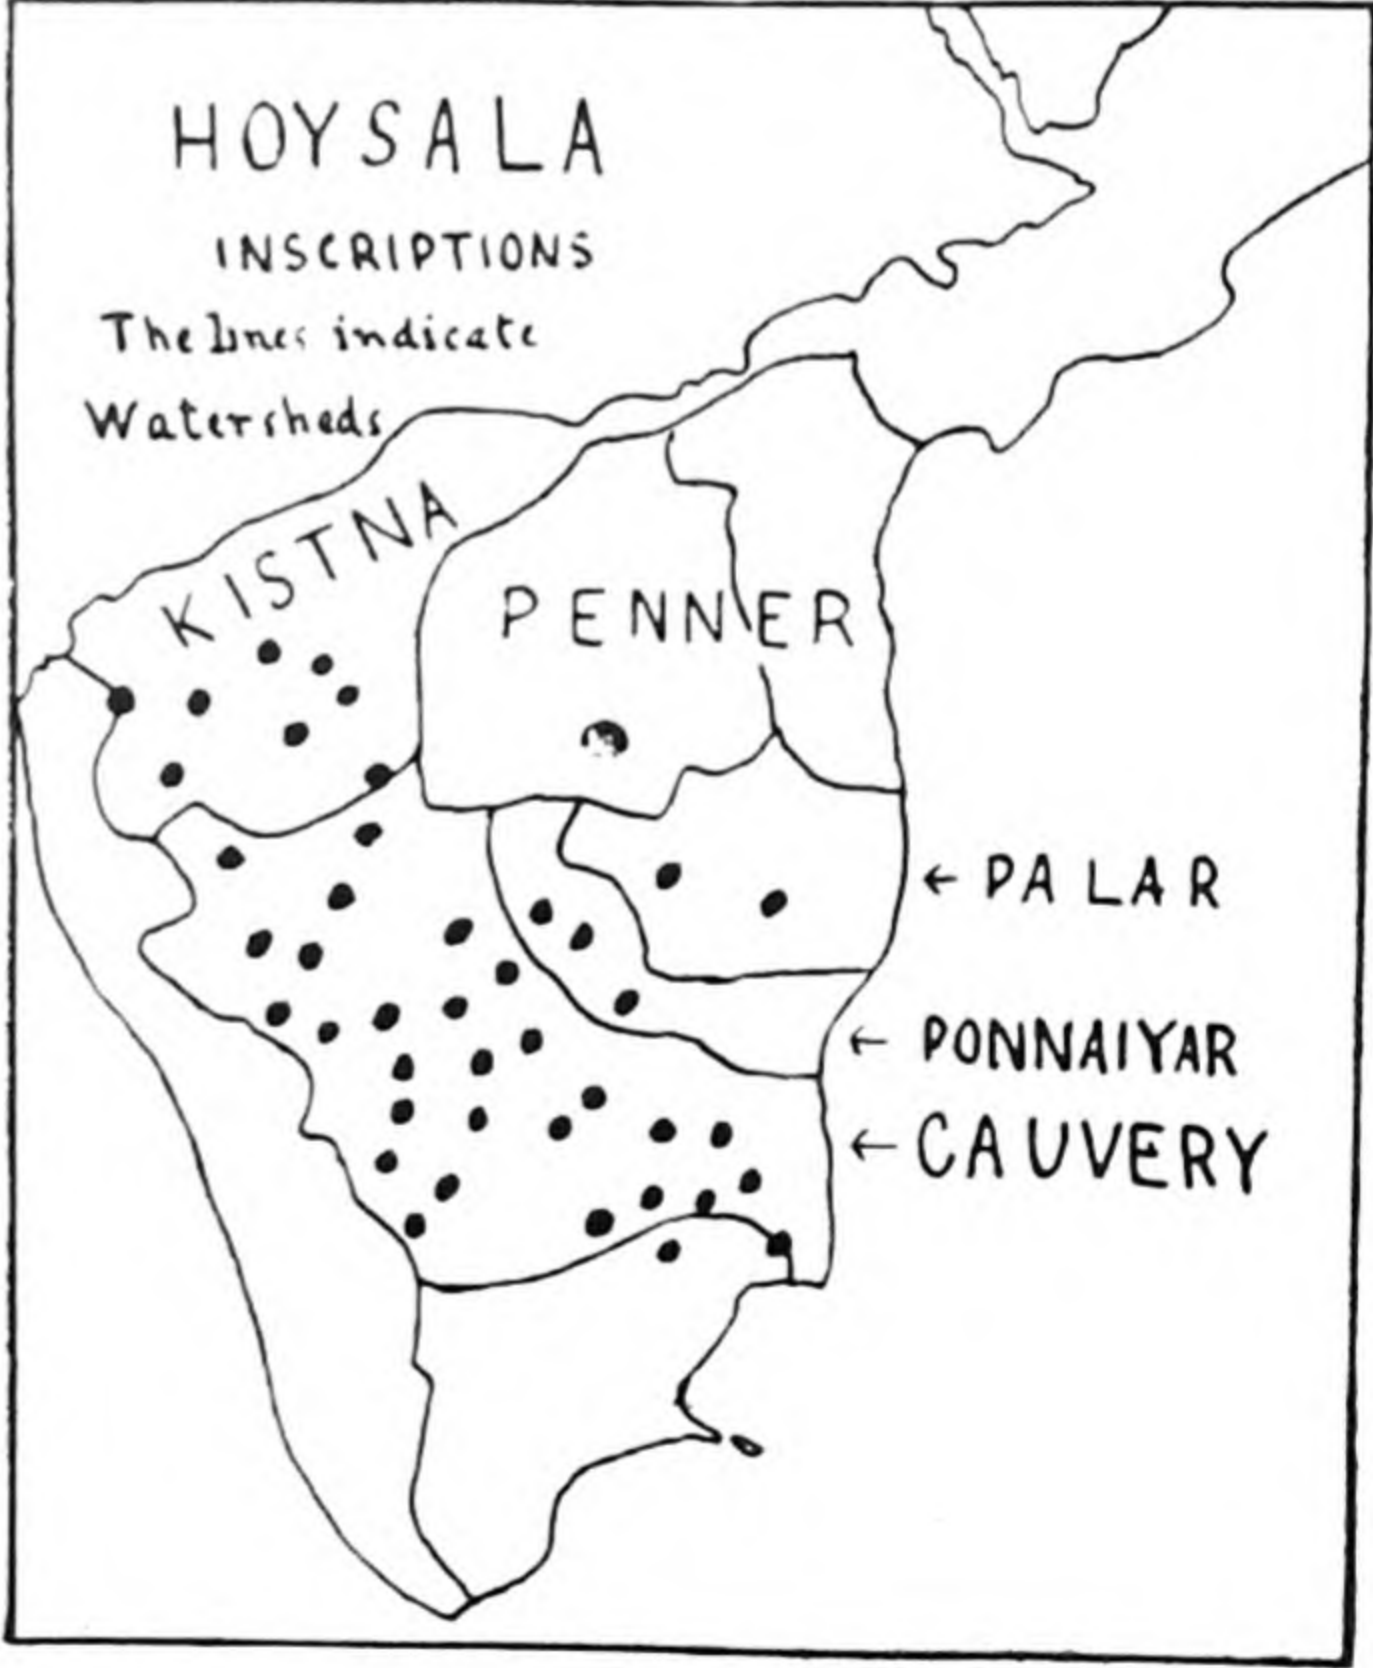 HOYSALA
INSCRIPTIONS
The lines indicate
Watersheds
KISTNA
PENNER
← PALAR
← PONNAIYAR
← CAUVERY